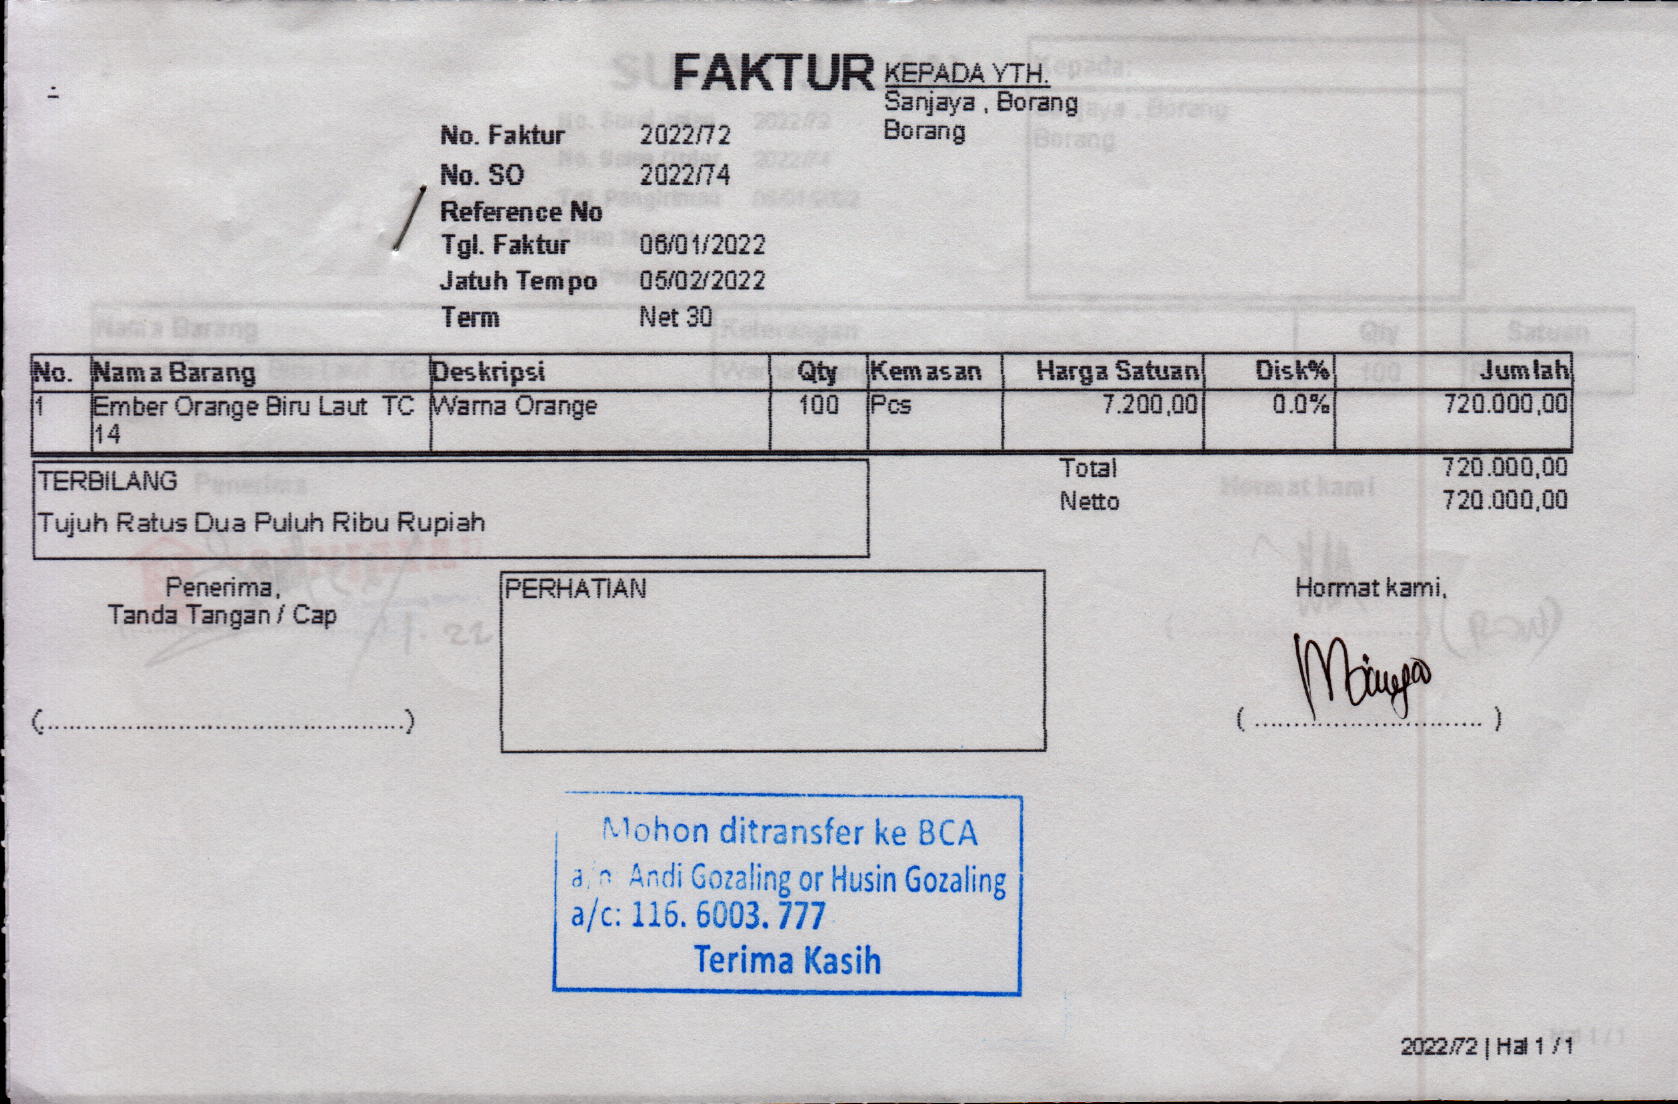 FAKTUR
KEPADA YTH.
Sanjaya , Borang
Borang
No. Faktur 2022/72
No. SO 2022/74
Reference No
Tgl. Faktur 06/01/2022
Jatuh Tempo 05/02/2022
Term Net 30
No. Nama Barang Deskripsi Qty Kemasan Harga Satuan Disk% Jumlah
1 Ember Orange Biru Laut TC Warna Orange 100 Pcs 7.200,00 0.0% 720.000,00
14
Total 720.000,00
Netto 720.000,00
TERBILANG
Tujuh Ratus Dua Puluh Ribu Rupiah
Penerima,
Tanda Tangan / Cap
(............................................)
PERHATIAN
Hormat kami,
( ............................ )
Mohon ditransfer ke BCA
a/n Andi Gozaling or Husin Gozaling
a/c: 116. 6003. 777
Terima Kasih
2022/72 | Hal 1 / 1